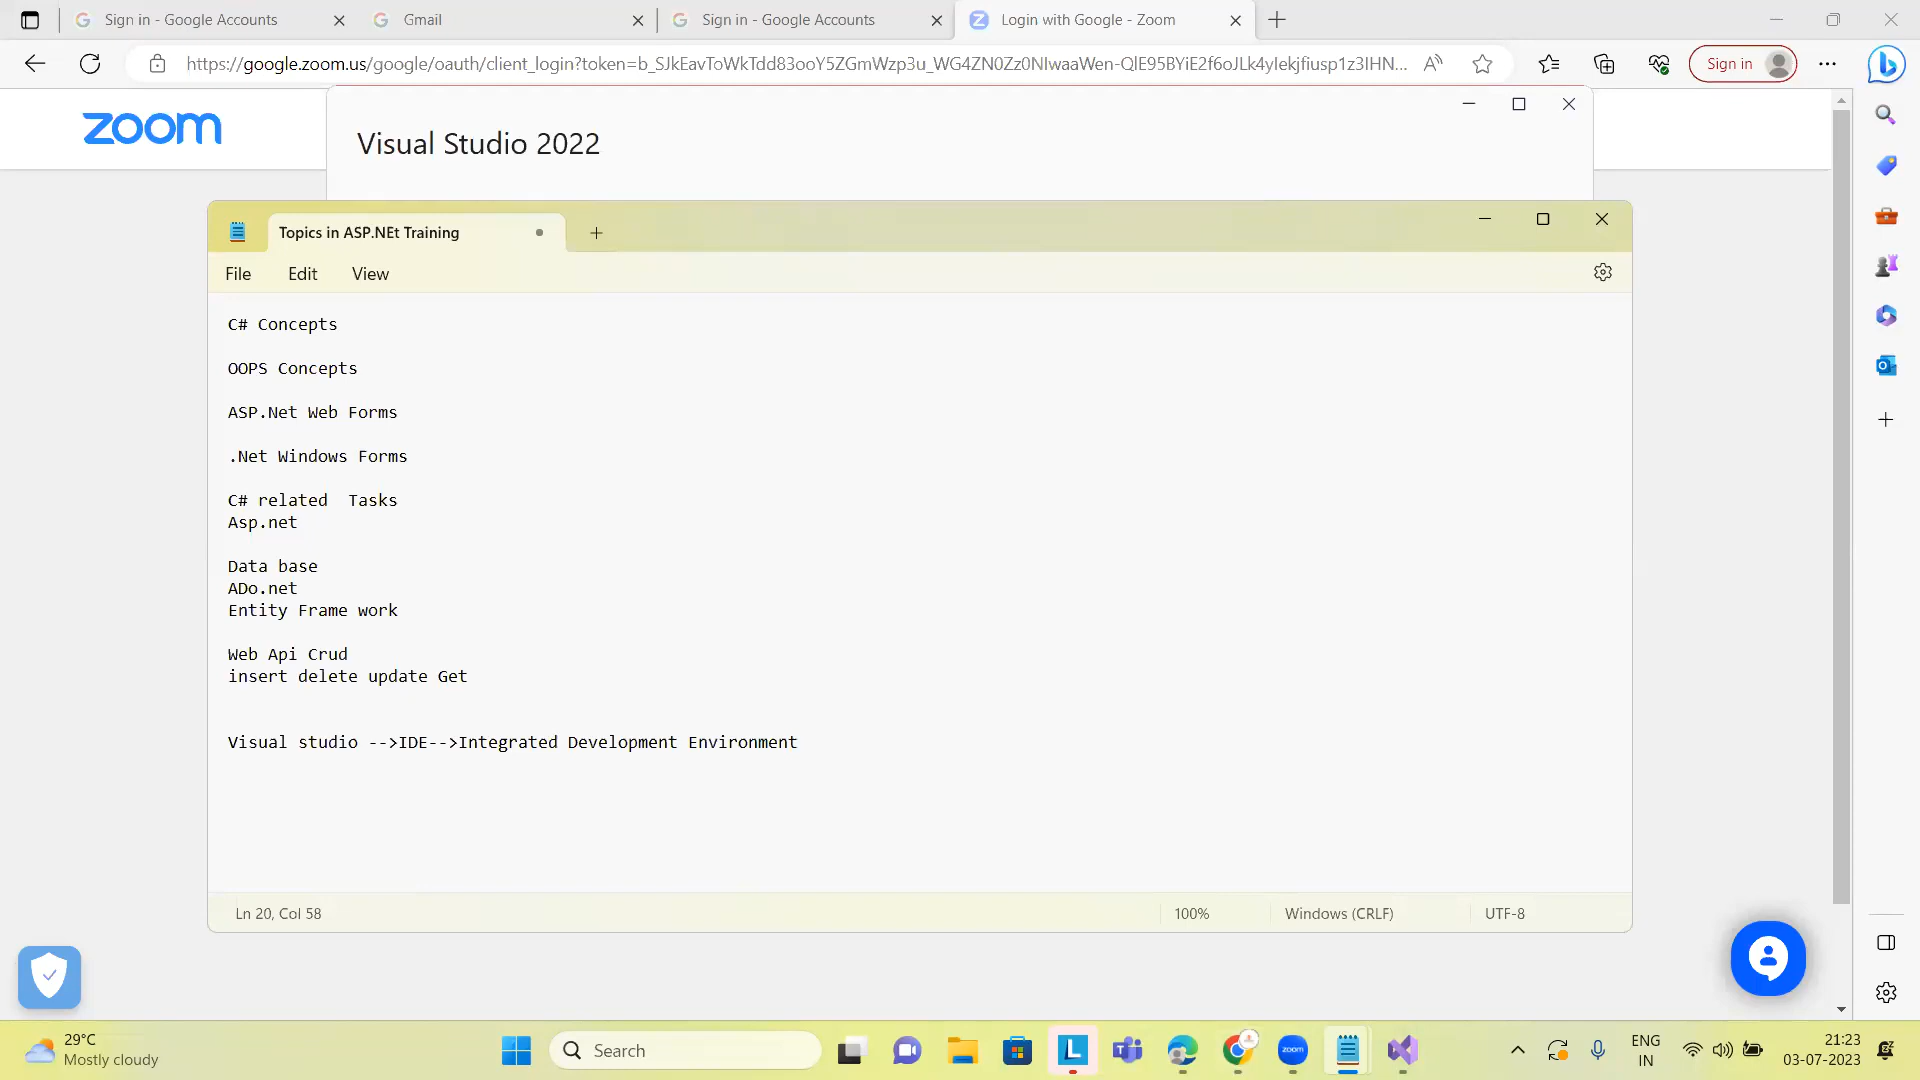 Sign in - Google Accounts
Gmail
Sign in - Google Accounts
Login with Google - Zoom
https://google.zoom.us/google/oauth/client_login?token=b_SJkEavToWkTdd83ooY5ZGmWzp3u_WG4ZN0Zz0NIwaaWen-QlE95BYiE2f6oJLk4yIekjfiusp1z3IHN...
Sign in
zoom
Visual Studio 2022
Topics in ASP.NEt Training
File Edit View
C# Concepts
OOPS Concepts
ASP.Net Web Forms
.Net Windows Forms
C# related  Tasks
Asp.net
Data base
ADo.net
Entity Frame work
Web Api Crud
insert delete update Get
Visual studio -->IDE-->Integrated Development Environment
Ln 20, Col 58
100%
Windows (CRLF)
UTF-8
29°C
Mostly cloudy
Search
zoom
ENG
IN
21:23
03-07-2023